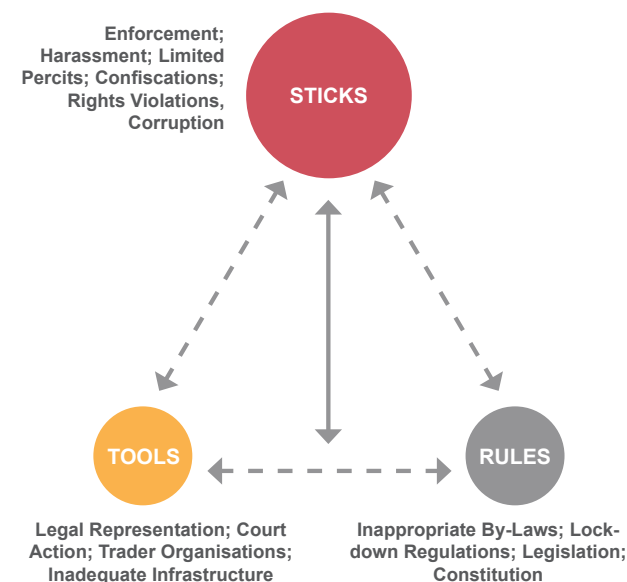 Enforcement;
Harassment; Limited
Percits; Confiscations;
Rights Violations,
Corruption
STICKS
TOOLS
RULES
Legal Representation; Court
Action; Trader Organisations;
Inadequate Infrastructure
Inappropriate By-Laws; Lock-
down Regulations; Legislation;
Constitution